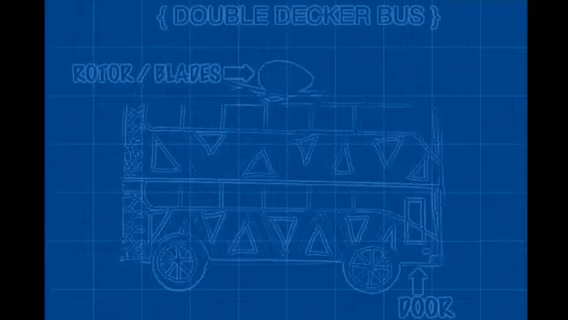 { DOUBLE DECKER BUS }
ROTOR / BLADES
DOOR